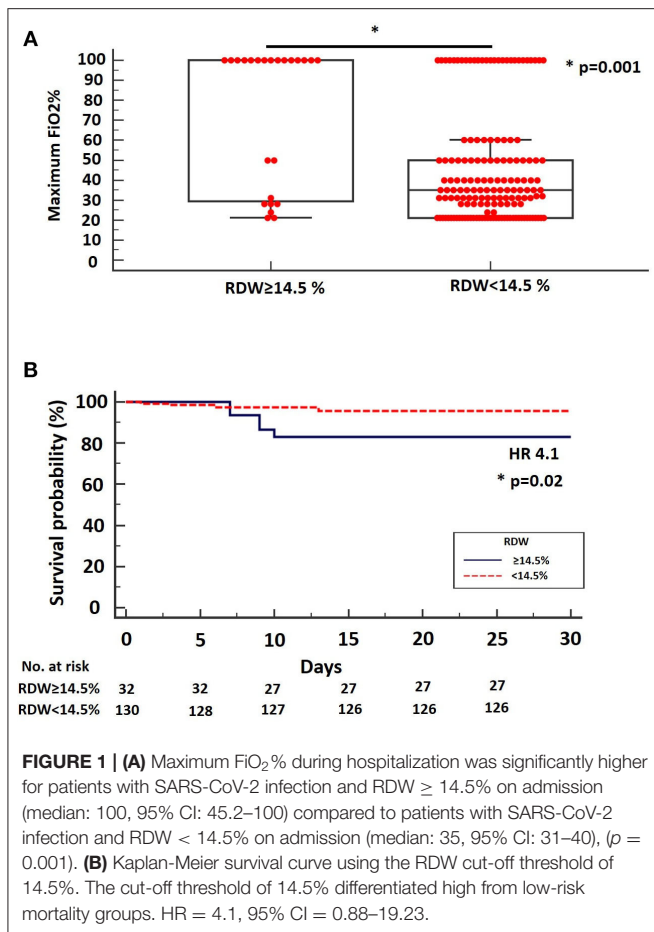 A
*
* p=0.001
Maximum FiO2%
100
90
80
70
60
50
40
30
20
10
0
RDW≥14.5 %
RDW<14.5 %
B
Survival probability (%)
100
80
60
40
20
0
HR 4.1
* p=0.02
RDW
≥14.5%
<14.5%
0 5 10 15 20 25 30
Days
No. at risk
RDW≥14.5% 32 32 27 27 27 27
RDW<14.5% 130 128 127 126 126 126
FIGURE 1 | (A) Maximum FiO₂% during hospitalization was significantly higher
for patients with SARS-CoV-2 infection and RDW ≥ 14.5% on admission
(median: 100, 95% CI: 45.2–100) compared to patients with SARS-CoV-2
infection and RDW < 14.5% on admission (median: 35, 95% CI: 31–40), (p =
0.001). (B) Kaplan-Meier survival curve using the RDW cut-off threshold of
14.5%. The cut-off threshold of 14.5% differentiated high from low-risk
mortality groups. HR = 4.1, 95% CI = 0.88–19.23.